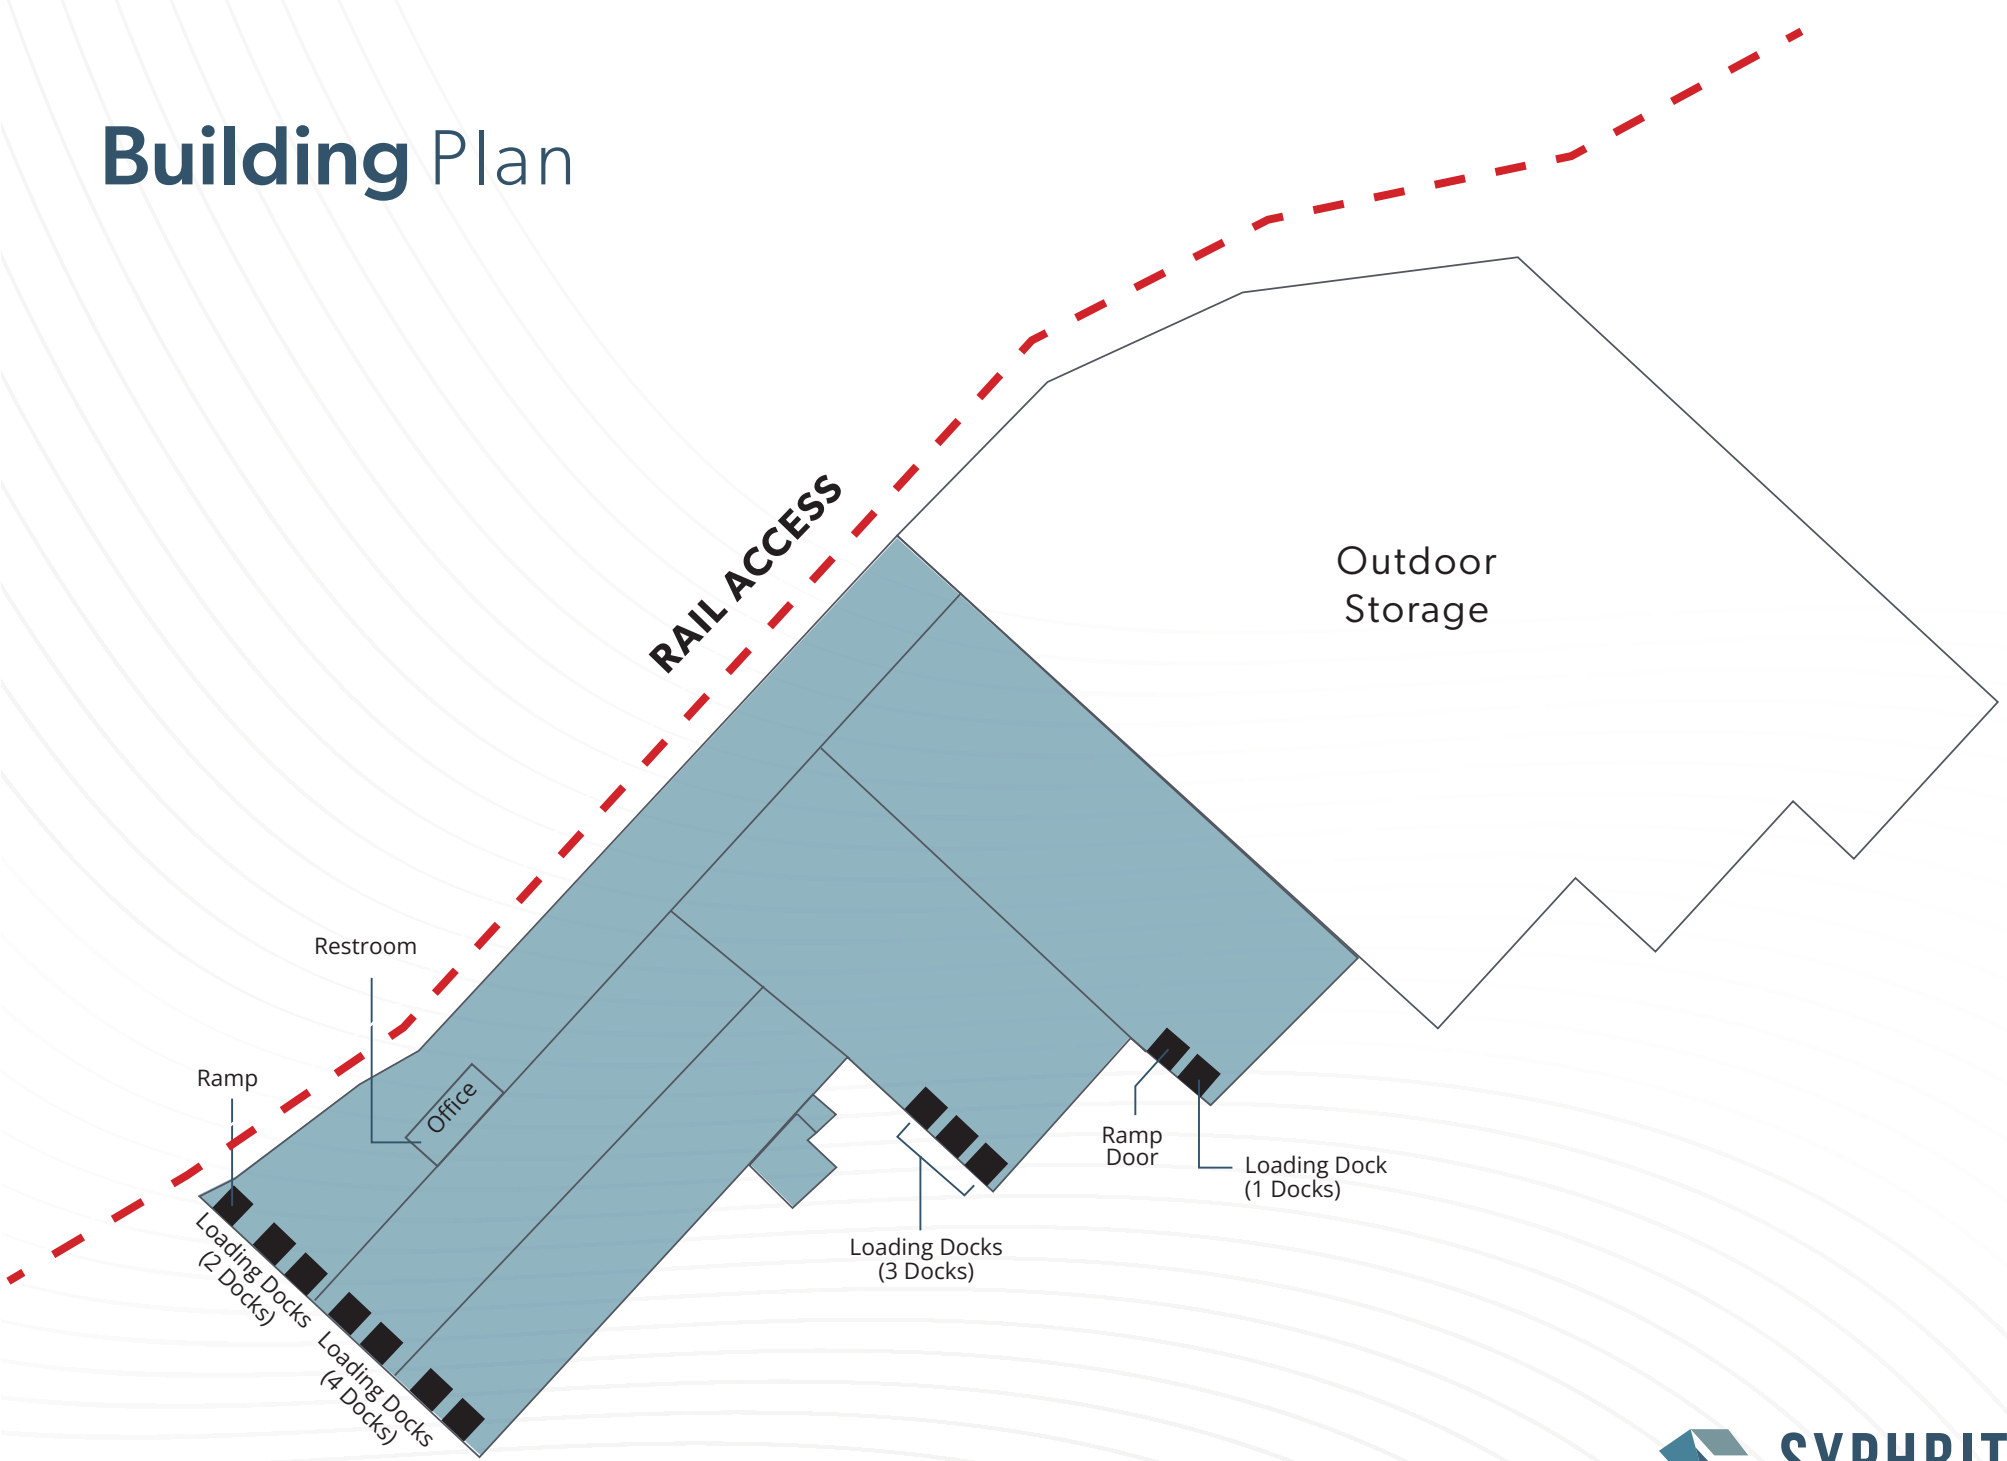 Building Plan
RAIL ACCESS
Outdoor
Storage
Restroom
Ramp
Office
Ramp
Door
Loading Dock
(1 Docks)
Loading Docks
(3 Docks)
Loading Docks
(2 Docks)
Loading Docks
(4 Docks)